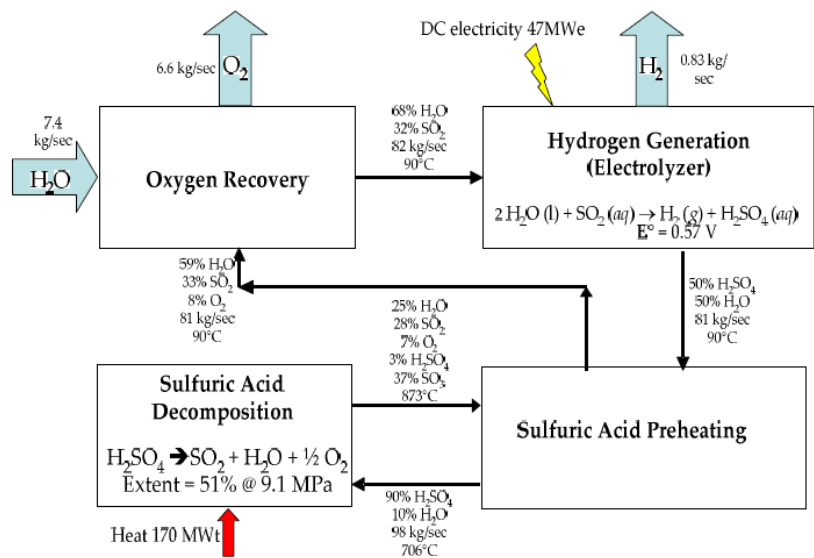 6.6 kg/sec
O₂
DC electricity 47MWe
H₂
0.83 kg/
sec
7.4
kg/sec
H₂O
Oxygen Recovery
68% H₂O
32% SO₂
82 kg/sec
90°C
Hydrogen Generation
(Electrolyzer)
2 H₂O (l) + SO₂ (aq) → H₂ (g) + H₂SO₄ (aq)
E° = 0.57 V
59% H₂O
33% SO₂
8% O₂
81 kg/sec
90°C
25% H₂O
28% SO₂
7% O₂
3% H₂SO₄
37% SO₃
873°C
50% H₂SO₄
50% H₂O
81 kg/sec
90°C
Sulfuric Acid
Decomposition
H₂SO₄ ➔ SO₂ + H₂O + ½ O₂
Extent = 51% @ 9.1 MPa
Sulfuric Acid Preheating
90% H₂SO₄
10% H₂O
98 kg/sec
706°C
Heat 170 MWt